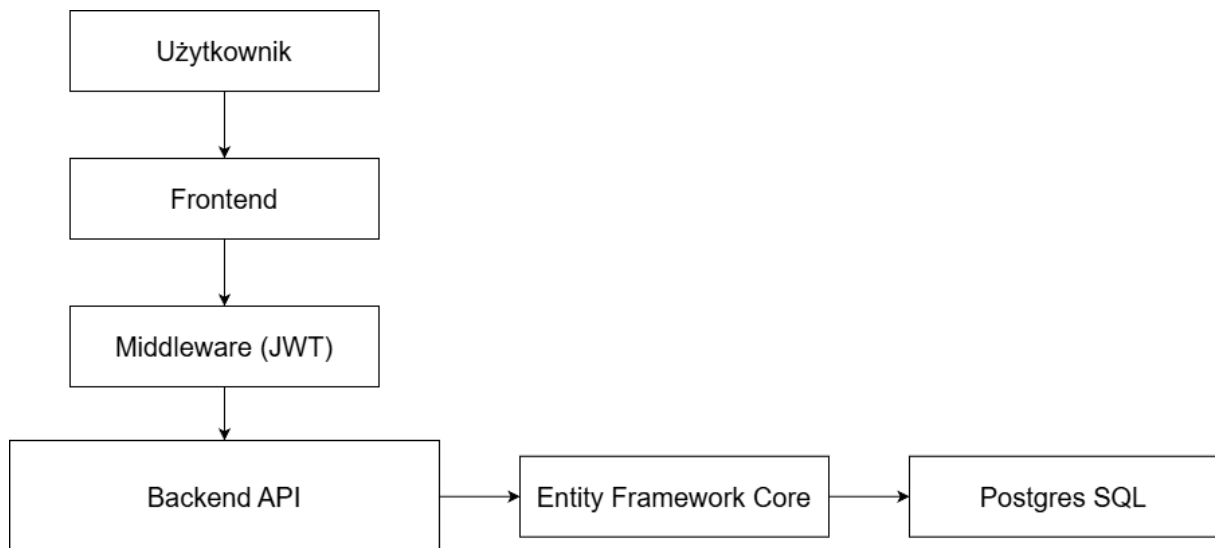 Użytkownik
Frontend
Middleware (JWT)
Backend API
Entity Framework Core
Postgres SQL